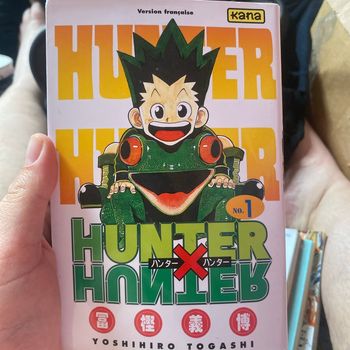 Version française
kana
HUNTER
HUNTER
NO.1
HUNTER
ハンター×ハンター
HUNTER
冨樫義博
YOSHIHIRO TOGASHI